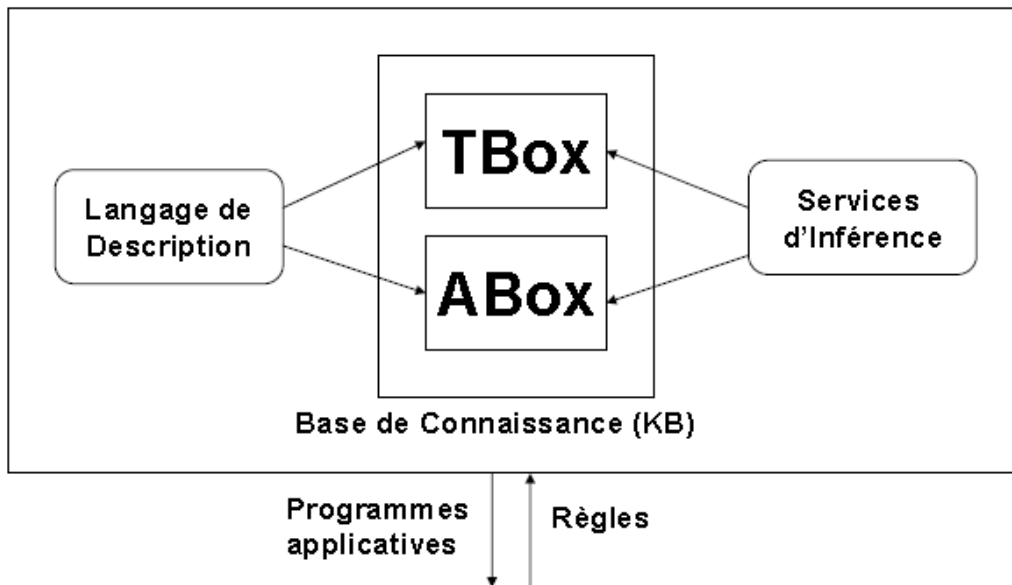 TBox
Langage de
Description
Services
d'Inférence
ABox
Base de Connaissance (KB)
Programmes
applicatives
Règles